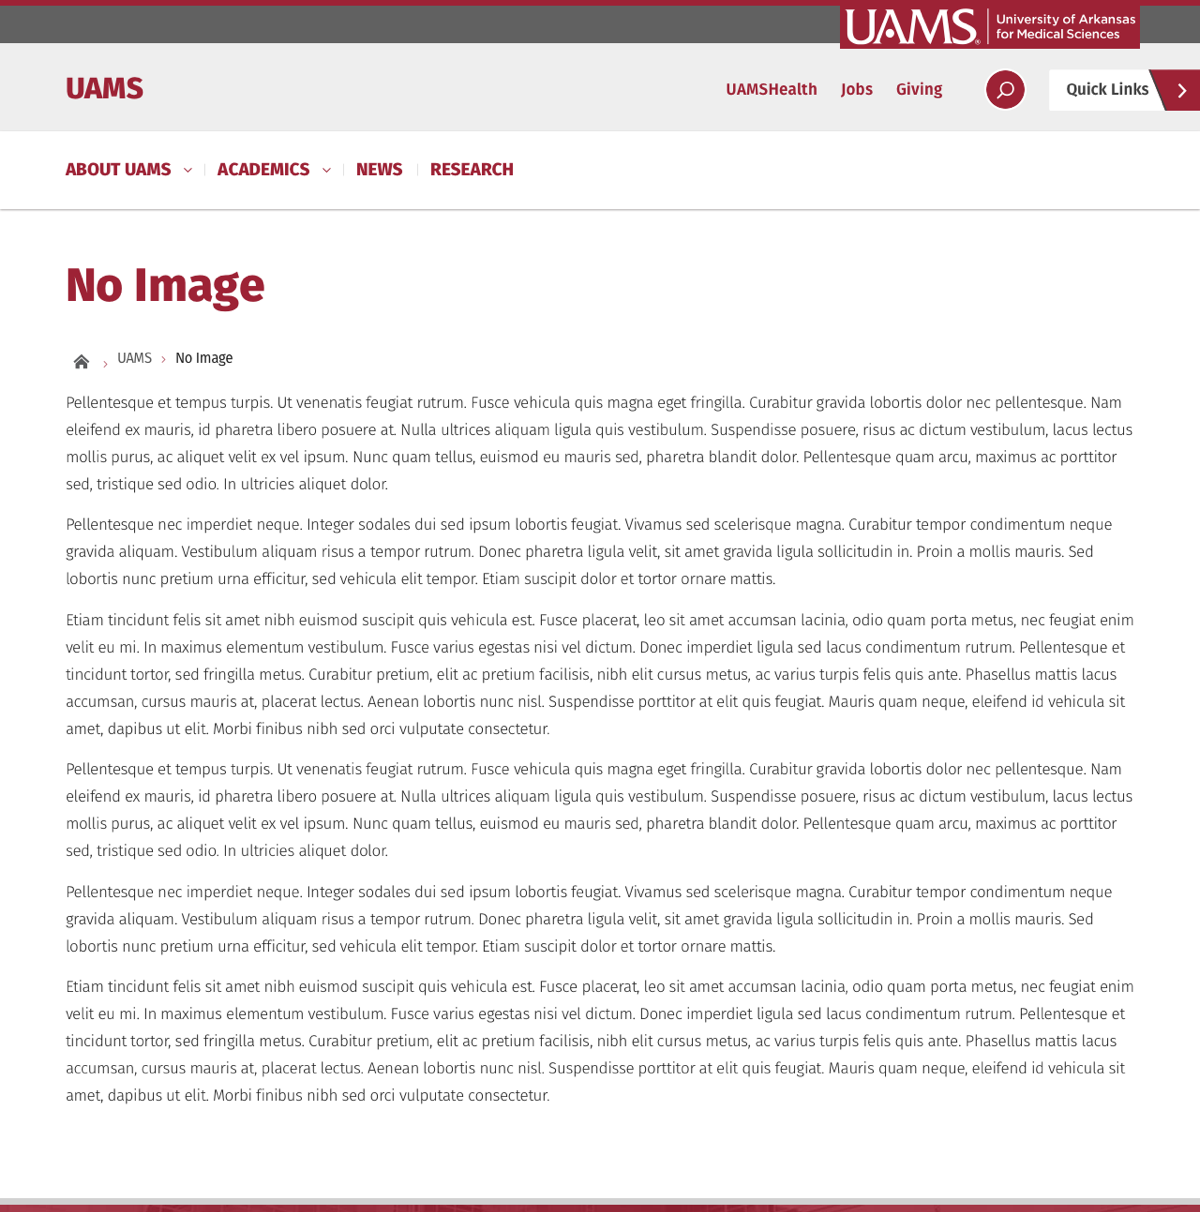 UAMS
University of Arkansas
for Medical Sciences
UAMS
UAMSHealth Jobs Giving Quick Links
ABOUT UAMS ACADEMICS NEWS RESEARCH
No Image
UAMS No Image
Pellentesque et tempus turpis. Ut venenatis feugiat rutrum. Fusce vehicula quis magna eget fringilla. Curabitur gravida lobortis dolor nec pellentesque. Nam
eleifend ex mauris, id pharetra libero posuere at. Nulla ultrices aliquam ligula quis vestibulum. Suspendisse posuere, risus ac dictum vestibulum, lacus lectus
mollis purus, ac aliquet velit ex vel ipsum. Nunc quam tellus, euismod eu mauris sed, pharetra blandit dolor. Pellentesque quam arcu, maximus ac porttitor
sed, tristique sed odio. In ultricies aliquet dolor.
Pellentesque nec imperdiet neque. Integer sodales dui sed ipsum lobortis feugiat. Vivamus sed scelerisque magna. Curabitur tempor condimentum neque
gravida aliquam. Vestibulum aliquam risus a tempor rutrum. Donec pharetra ligula velit, sit amet gravida ligula sollicitudin in. Proin a mollis mauris. Sed
lobortis nunc pretium urna efficitur, sed vehicula elit tempor. Etiam suscipit dolor et tortor ornare mattis.
Etiam tincidunt felis sit amet nibh euismod suscipit quis vehicula est. Fusce placerat, leo sit amet accumsan lacinia, odio quam porta metus, nec feugiat enim
velit eu mi. In maximus elementum vestibulum. Fusce varius egestas nisi vel dictum. Donec imperdiet ligula sed lacus condimentum rutrum. Pellentesque et
tincidunt tortor, sed fringilla metus. Curabitur pretium, elit ac pretium facilisis, nibh elit cursus metus, ac varius turpis felis quis ante. Phasellus mattis lacus
accumsan, cursus mauris at, placerat lectus. Aenean lobortis nunc nisl. Suspendisse porttitor at elit quis feugiat. Mauris quam neque, eleifend id vehicula sit
amet, dapibus ut elit. Morbi finibus nibh sed orci vulputate consectetur.
Pellentesque et tempus turpis. Ut venenatis feugiat rutrum. Fusce vehicula quis magna eget fringilla. Curabitur gravida lobortis dolor nec pellentesque. Nam
eleifend ex mauris, id pharetra libero posuere at. Nulla ultrices aliquam ligula quis vestibulum. Suspendisse posuere, risus ac dictum vestibulum, lacus lectus
mollis purus, ac aliquet velit ex vel ipsum. Nunc quam tellus, euismod eu mauris sed, pharetra blandit dolor. Pellentesque quam arcu, maximus ac porttitor
sed, tristique sed odio. In ultricies aliquet dolor.
Pellentesque nec imperdiet neque. Integer sodales dui sed ipsum lobortis feugiat. Vivamus sed scelerisque magna. Curabitur tempor condimentum neque
gravida aliquam. Vestibulum aliquam risus a tempor rutrum. Donec pharetra ligula velit, sit amet gravida ligula sollicitudin in. Proin a mollis mauris. Sed
lobortis nunc pretium urna efficitur, sed vehicula elit tempor. Etiam suscipit dolor et tortor ornare mattis.
Etiam tincidunt felis sit amet nibh euismod suscipit quis vehicula est. Fusce placerat, leo sit amet accumsan lacinia, odio quam porta metus, nec feugiat enim
velit eu mi. In maximus elementum vestibulum. Fusce varius egestas nisi vel dictum. Donec imperdiet ligula sed lacus condimentum rutrum. Pellentesque et
tincidunt tortor, sed fringilla metus. Curabitur pretium, elit ac pretium facilisis, nibh elit cursus metus, ac varius turpis felis quis ante. Phasellus mattis lacus
accumsan, cursus mauris at, placerat lectus. Aenean lobortis nunc nisl. Suspendisse porttitor at elit quis feugiat. Mauris quam neque, eleifend id vehicula sit
amet, dapibus ut elit. Morbi finibus nibh sed orci vulputate consectetur.